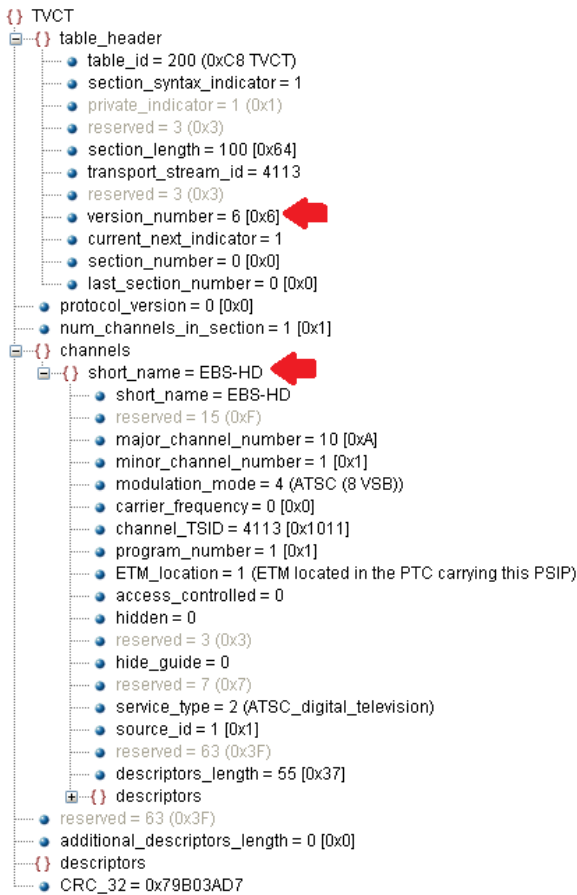 {} TVCT
{} table_header
table_id = 200 (0xC8 TVCT)
section_syntax_indicator = 1
private_indicator = 1 (0x1)
reserved = 3 (0x3)
section_length = 100 [0x64]
transport_stream_id = 4113
reserved = 3 (0x3)
version_number = 6 [0x6]
current_next_indicator = 1
section_number = 0 [0x0]
last_section_number = 0 [0x0]
protocol_version = 0 [0x0]
num_channels_in_section = 1 [0x1]
{} channels
{} short_name = EBS-HD
short_name = EBS-HD
reserved = 15 (0xF)
major_channel_number = 10 [0xA]
minor_channel_number = 1 [0x1]
modulation_mode = 4 (ATSC (8 VSB))
carrier_frequency = 0 [0x0]
channel_TSID = 4113 [0x1011]
program_number = 1 [0x1]
ETM_location = 1 (ETM located in the PTC carrying this PSIP)
access_controlled = 0
hidden = 0
reserved = 3 (0x3)
hide_guide = 0
reserved = 7 (0x7)
service_type = 2 (ATSC_digital_television)
source_id = 1 [0x1]
reserved = 63 (0x3F)
descriptors_length = 55 [0x37]
{} descriptors
reserved = 63 (0x3F)
additional_descriptors_length = 0 [0x0]
{} descriptors
CRC_32 = 0x79B03AD7